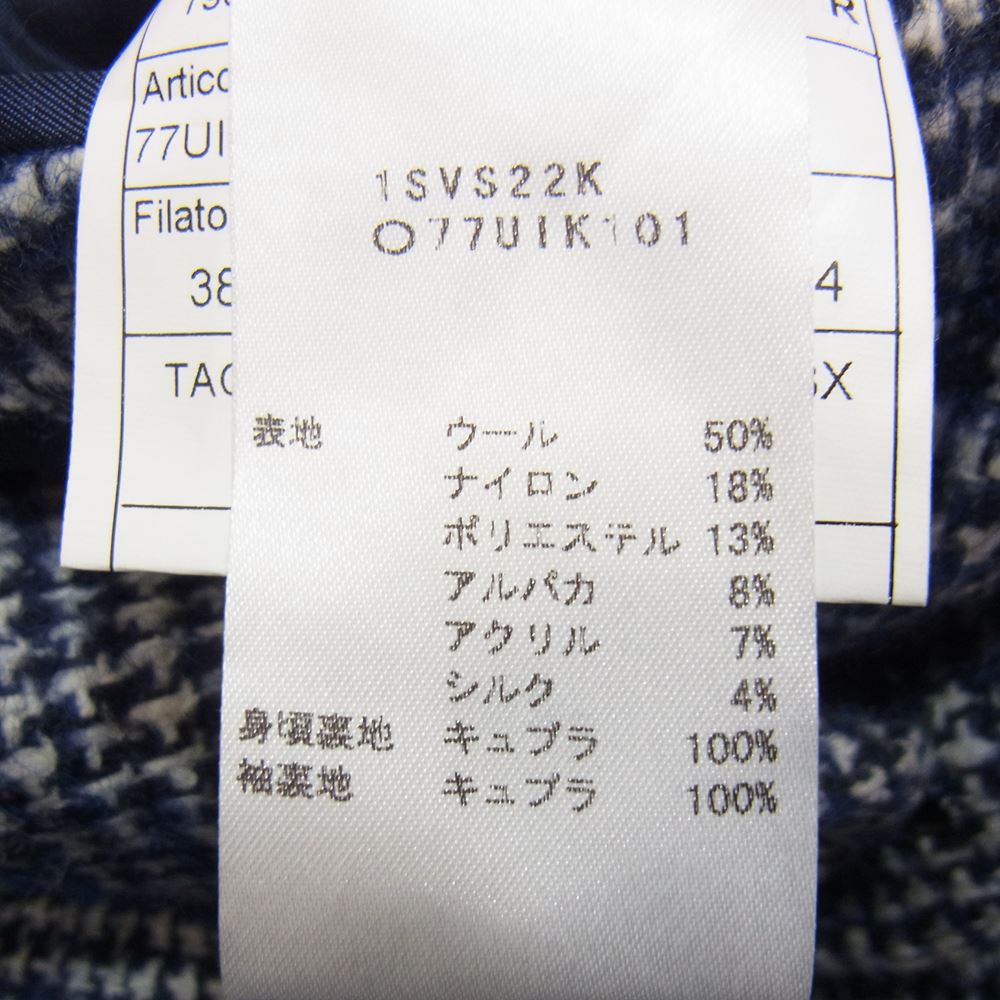 R
Artico
77UI
Filato
38
4
TAG
X
1SVS22K
○77UIK101
表地 ウール 50%
ナイロン 18%
ポリエステル 13%
アルパカ 8%
アクリル 7%
シルク 4%
身頃裏地 キュプラ 100%
袖裏地 キュプラ 100%